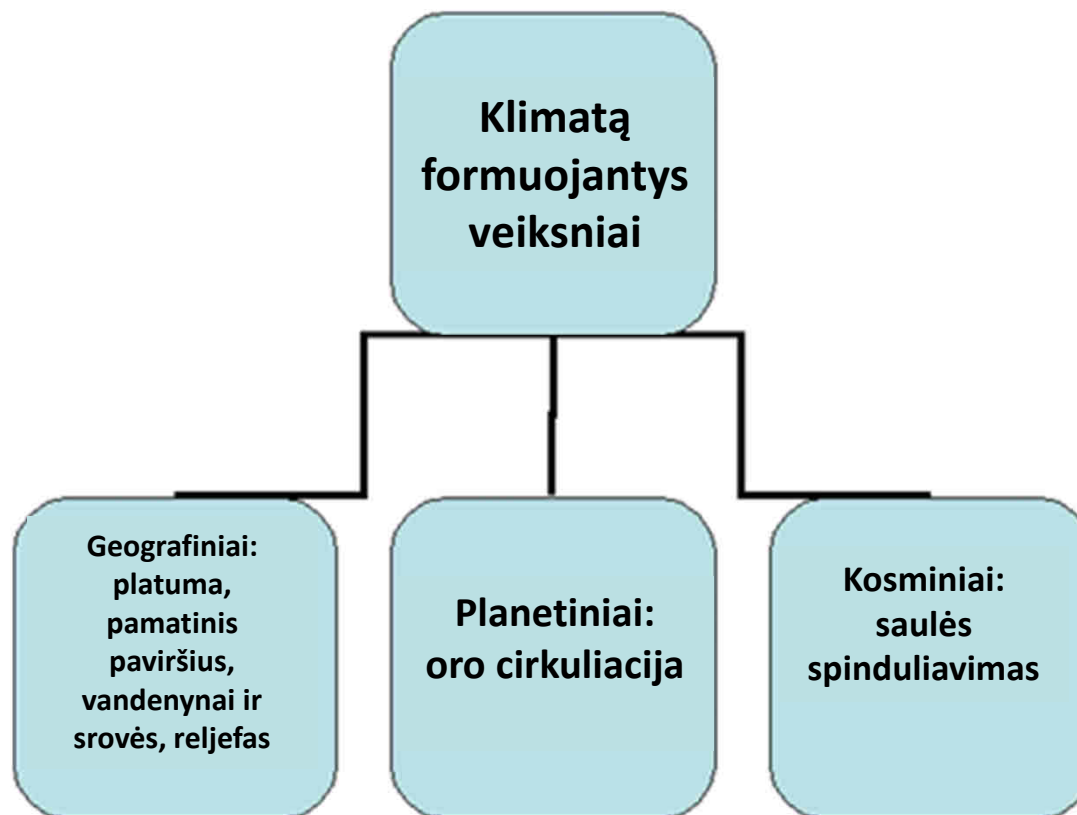 Klimatą
formuojantys
veiksniai
Geografiniai:
platuma,
pamatinis
paviršius,
vandenynai ir
srovės, reljefas
Planetiniai:
oro cirkuliacija
Kosminiai:
saulės
spinduliavimas